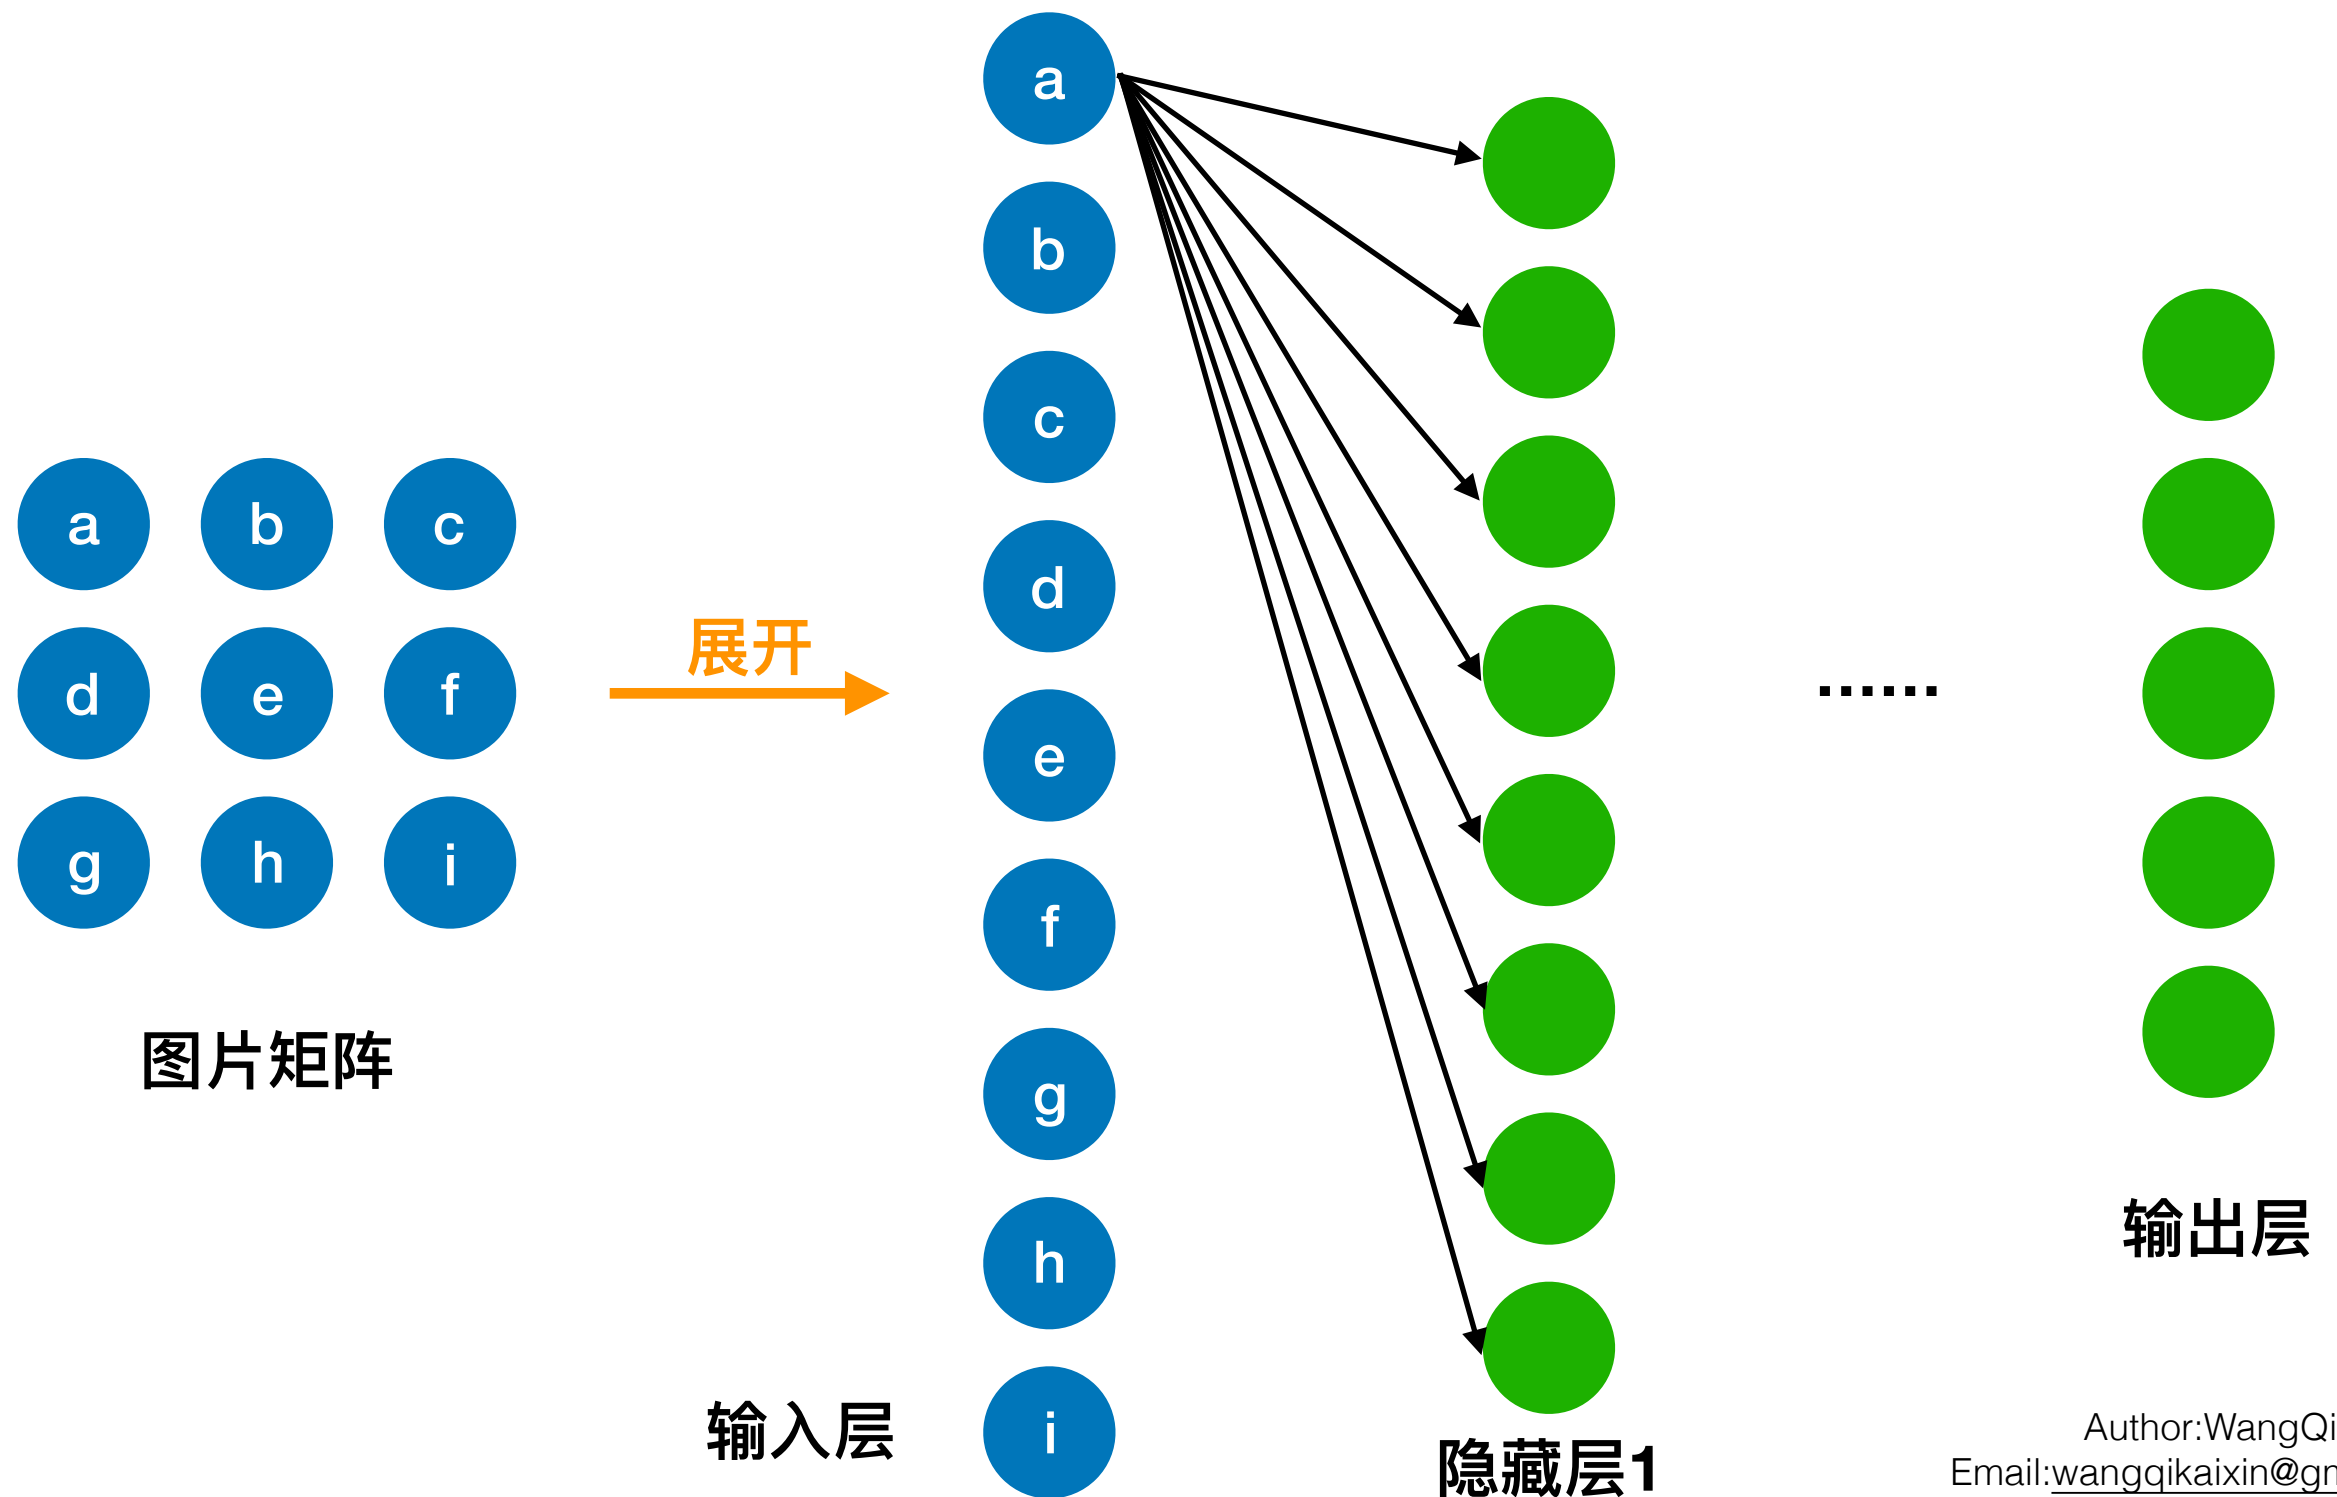 a b c
d e f
g h i
图片矩阵
展开
a
b
c
d
e
f
g
h
i
输入层
隐藏层1
......
输出层
Author:WangQi
Email:wangqikaixin@gm